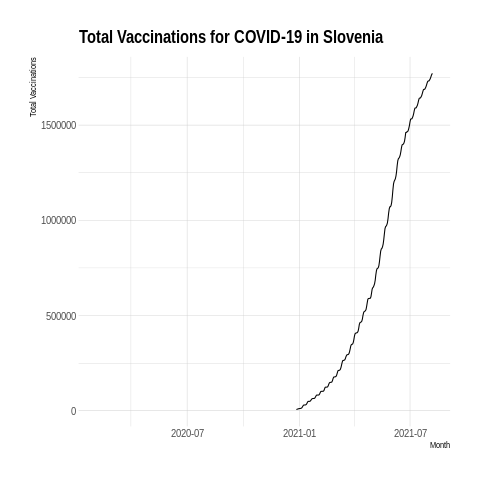 Total Vaccinations for COVID-19 in Slovenia
Total Vaccinations
1500000
1000000
500000
0
2020-07 2021-01 2021-07
Month